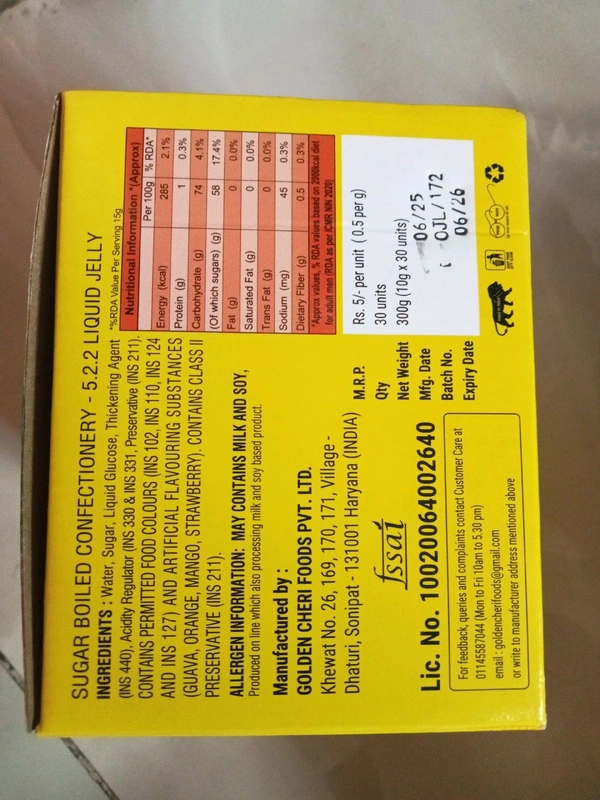 SUGAR BOILED CONFECTIONERY - 5.2.2 LIQUID JELLY
INGREDIENTS : Water, Sugar, Liquid Glucose, Thickening Agent
(INS 440), Acidity Regulator (INS 330 & INS 331, Preservative (INS 211).
CONTAINS PERMITTED FOOD COLOURS (INS 102, INS 110, INS 124
AND INS 127) AND ARTIFICIAL FLAVOURING SUBSTANCES
(GUAVA, ORANGE, MANGO, STRAWBERRY). CONTAINS CLASS II
PRESERVATIVE (INS 211).
ALLERGEN INFORMATION: MAY CONTAINS MILK AND SOY,
Produced on line which also processing milk and soy based product.
Manufactured by :
GOLDEN CHERI FOODS PVT. LTD.
Khewat No. 26, 169, 170, 171, Village -
Dhaturi, Sonipat - 131001 Haryana (INDIA)
fssai
Lic. No. 10020064002640
For feedback, queries and complaints contact Customer Care at
01145587044 (Mon to Fri 10am to 5.30 pm)
email : goldencherifoods@gmail.com
or write to manufacturer address mentioned above
*%RDA Value Per Serving 15g
Nutritional Information *(Approx)
Per 100g % RDA*
Energy (kcal) 285 2.1%
Protein (g) 1 0.3%
Carbohydrate (g) 74 4.1%
(Of which sugars) (g) 58 17.4%
Fat (g) 0 0.0%
Saturated Fat (g) 0 0.0%
Trans Fat (g) 0 0.0%
Sodium (mg) 45 0.3%
Dietary Fiber (g) 0.5 0.3%
*Approx values, % RDA values based on 2000kcal diet
for adult men (RDA as per ICMR NIN 2020)
M.R.P. Rs. 5/- per unit ( 0.5 per g)
Qty 30 units
Net Weight 300g (10g x 30 units)
Mfg. Date 06/25
Batch No. OJL/172
Expiry Date 06/26